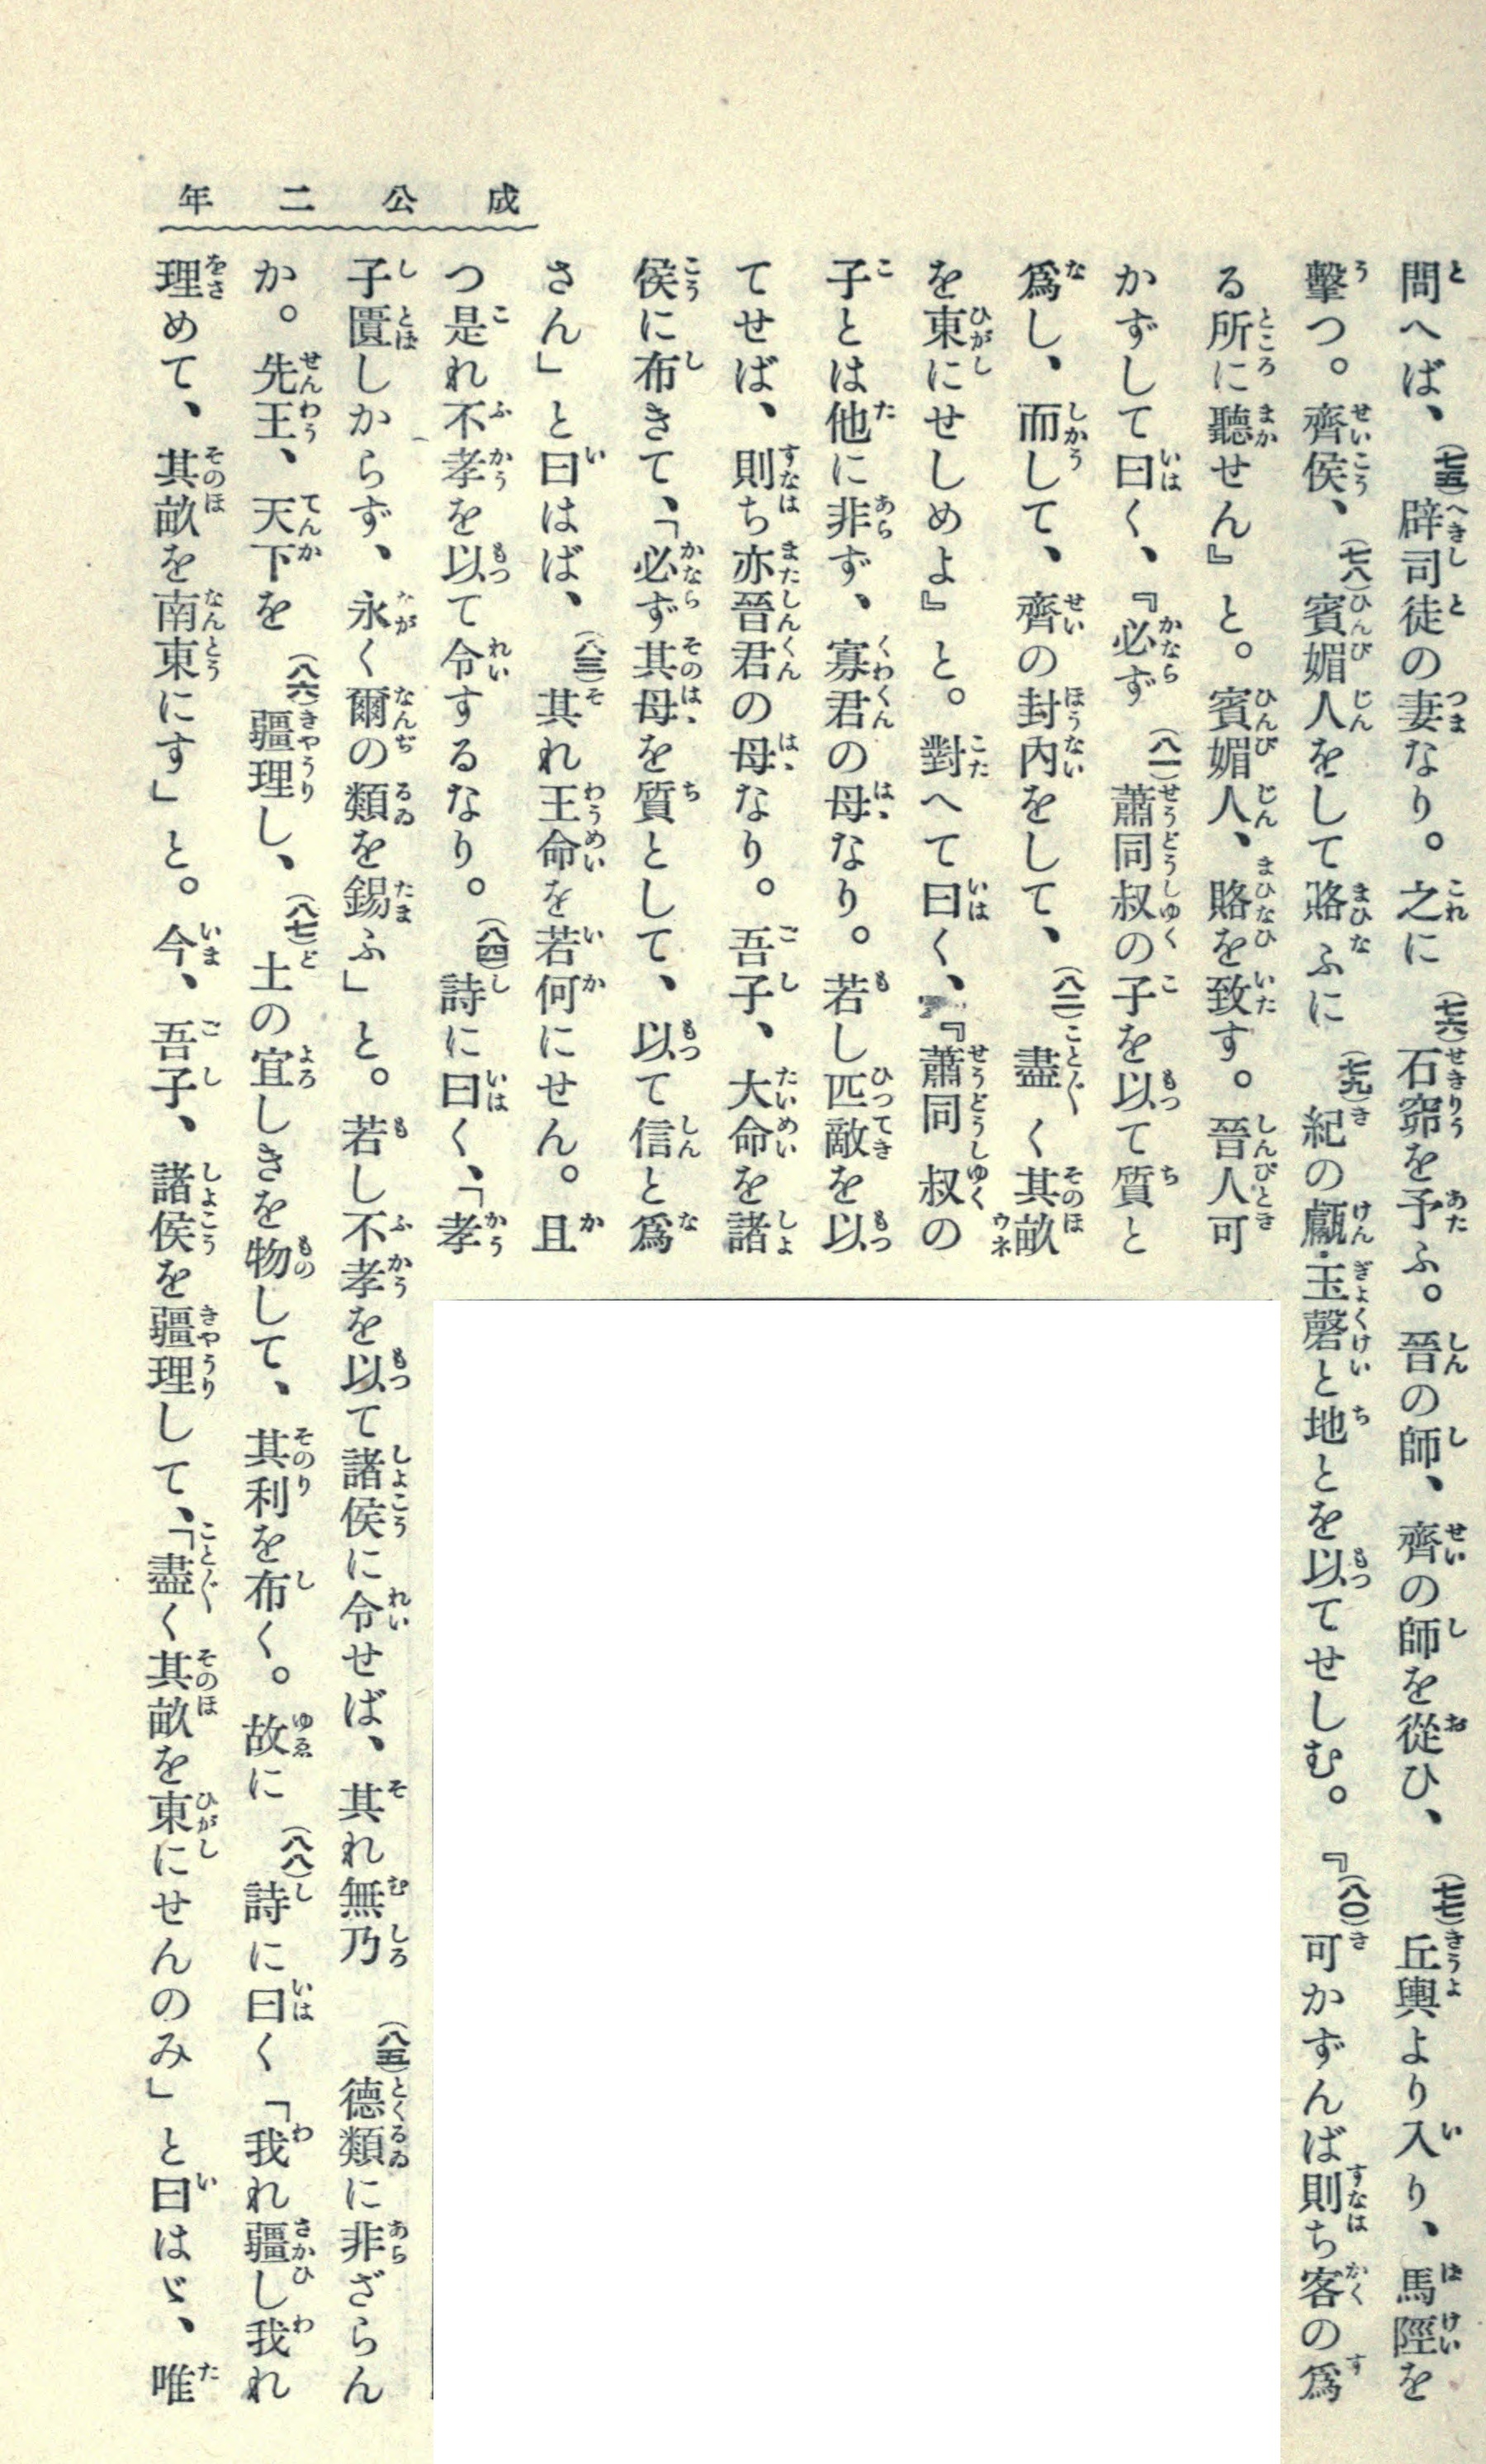 成公二年
問へば、(七五)辟司徒の妻なり。之に(七六)石窌を予ふ。晉の師、齊の師を從ひ、(七七)丘輿より入り、馬陘を
擊つ。齊侯、(七八)賓媚人をして賂ふに(七九)紀の甗・玉磬と地とを以てせしむ。『(八〇)可かずんば則ち客の爲
る所に聽せん』と。賓媚人、賂を致す。晉人可
かずして曰く、『必ず(八一)蕭同叔の子を以て質と
爲し、而して、齊の封內をして、(八二)盡く其畝
を東にせしめよ』と。對へて曰く、『蕭同叔の
子とは他に非ず、寡君の母なり。若し匹敵を以
てせば、則ち亦晉君の母なり。吾子、大命を諸
侯に布きて、「必ず其母を質として、以て信と爲
さん」と曰はば、(八三)其れ王命を若何にせん。且
つ是れ不孝を以て令するなり。(八四)詩に曰く、「孝
子匱しからず、永く爾の類を錫ふ」と。若し不孝を以て諸侯に令せば、其れ無乃(八五)德類に非ざらん
か。先王、天下を(八六)疆理し、(八七)土の宜しきを物して、其利を布く。故に(八八)詩に曰く「我れ疆し我れ
理めて、其畝を南東にす」と。今、吾子、諸侯を疆理して、「盡く其畝を東にせんのみ」と曰はゞ、唯